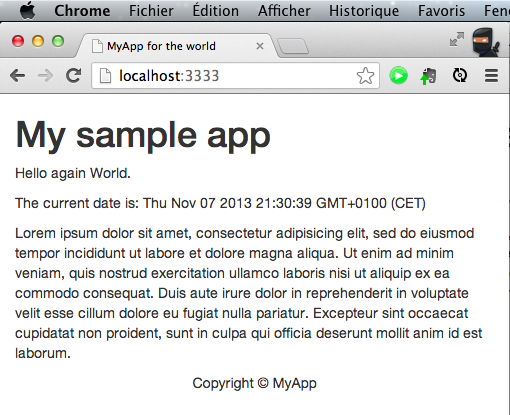 Chrome Fichier Édition Afficher Historique Favoris
MyApp for the world
localhost:3333
My sample app
Hello again World.
The current date is: Thu Nov 07 2013 21:30:39 GMT+0100 (CET)
Lorem ipsum dolor sit amet, consectetur adipisicing elit, sed do eiusmod
tempor incididunt ut labore et dolore magna aliqua. Ut enim ad minim
veniam, quis nostrud exercitation ullamco laboris nisi ut aliquip ex ea
commodo consequat. Duis aute irure dolor in reprehenderit in voluptate
velit esse cillum dolore eu fugiat nulla pariatur. Excepteur sint occaecat
cupidatat non proident, sunt in culpa qui officia deserunt mollit anim id est
laborum.
Copyright © MyApp